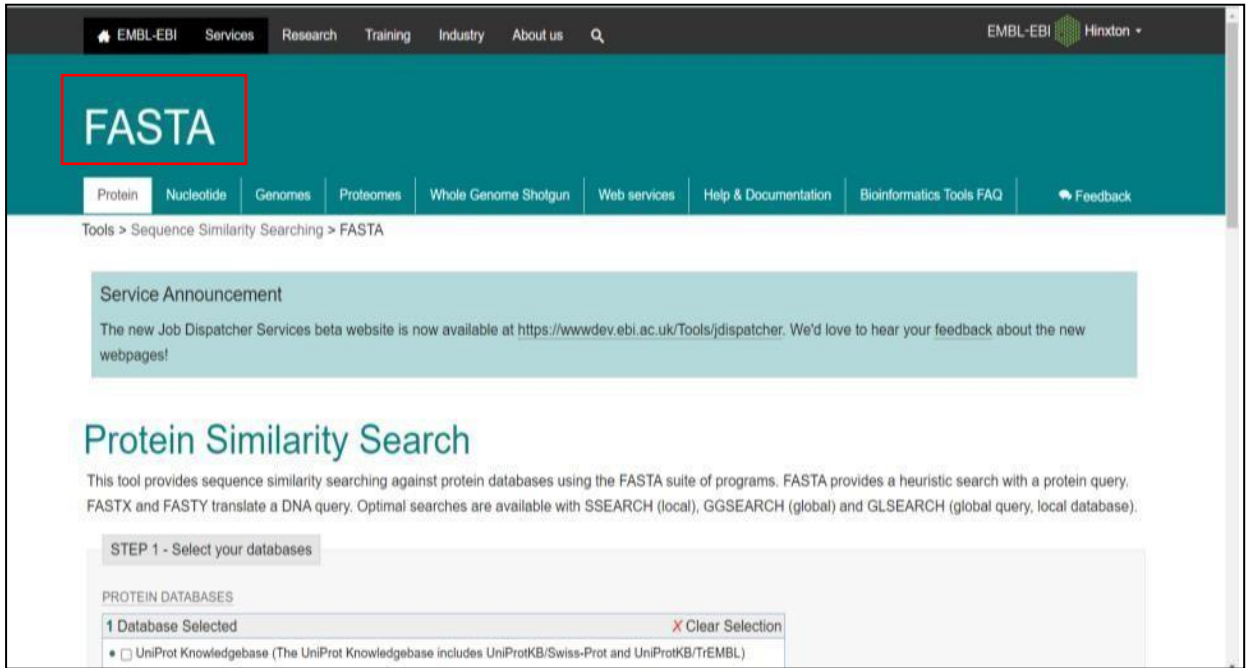 EMBL-EBI Services Research Training Industry About us EMBL-EBI Hinxton
FASTA
Protein Nucleotide Genomes Proteomes Whole Genome Shotgun Web services Help & Documentation Bioinformatics Tools FAQ Feedback
Tools > Sequence Similarity Searching > FASTA
Service Announcement
The new Job Dispatcher Services beta website is now available at https://wwwdev.ebi.ac.uk/Tools/jdispatcher. We'd love to hear your feedback about the new
webpages!
Protein Similarity Search
This tool provides sequence similarity searching against protein databases using the FASTA suite of programs. FASTA provides a heuristic search with a protein query.
FASTX and FASTY translate a DNA query. Optimal searches are available with SSEARCH (local), GGSEARCH (global) and GLSEARCH (global query, local database).
STEP 1 - Select your databases
PROTEIN DATABASES
1 Database Selected X Clear Selection
UniProt Knowledgebase (The UniProt Knowledgebase includes UniProtKB/Swiss-Prot and UniProtKB/TrEMBL)